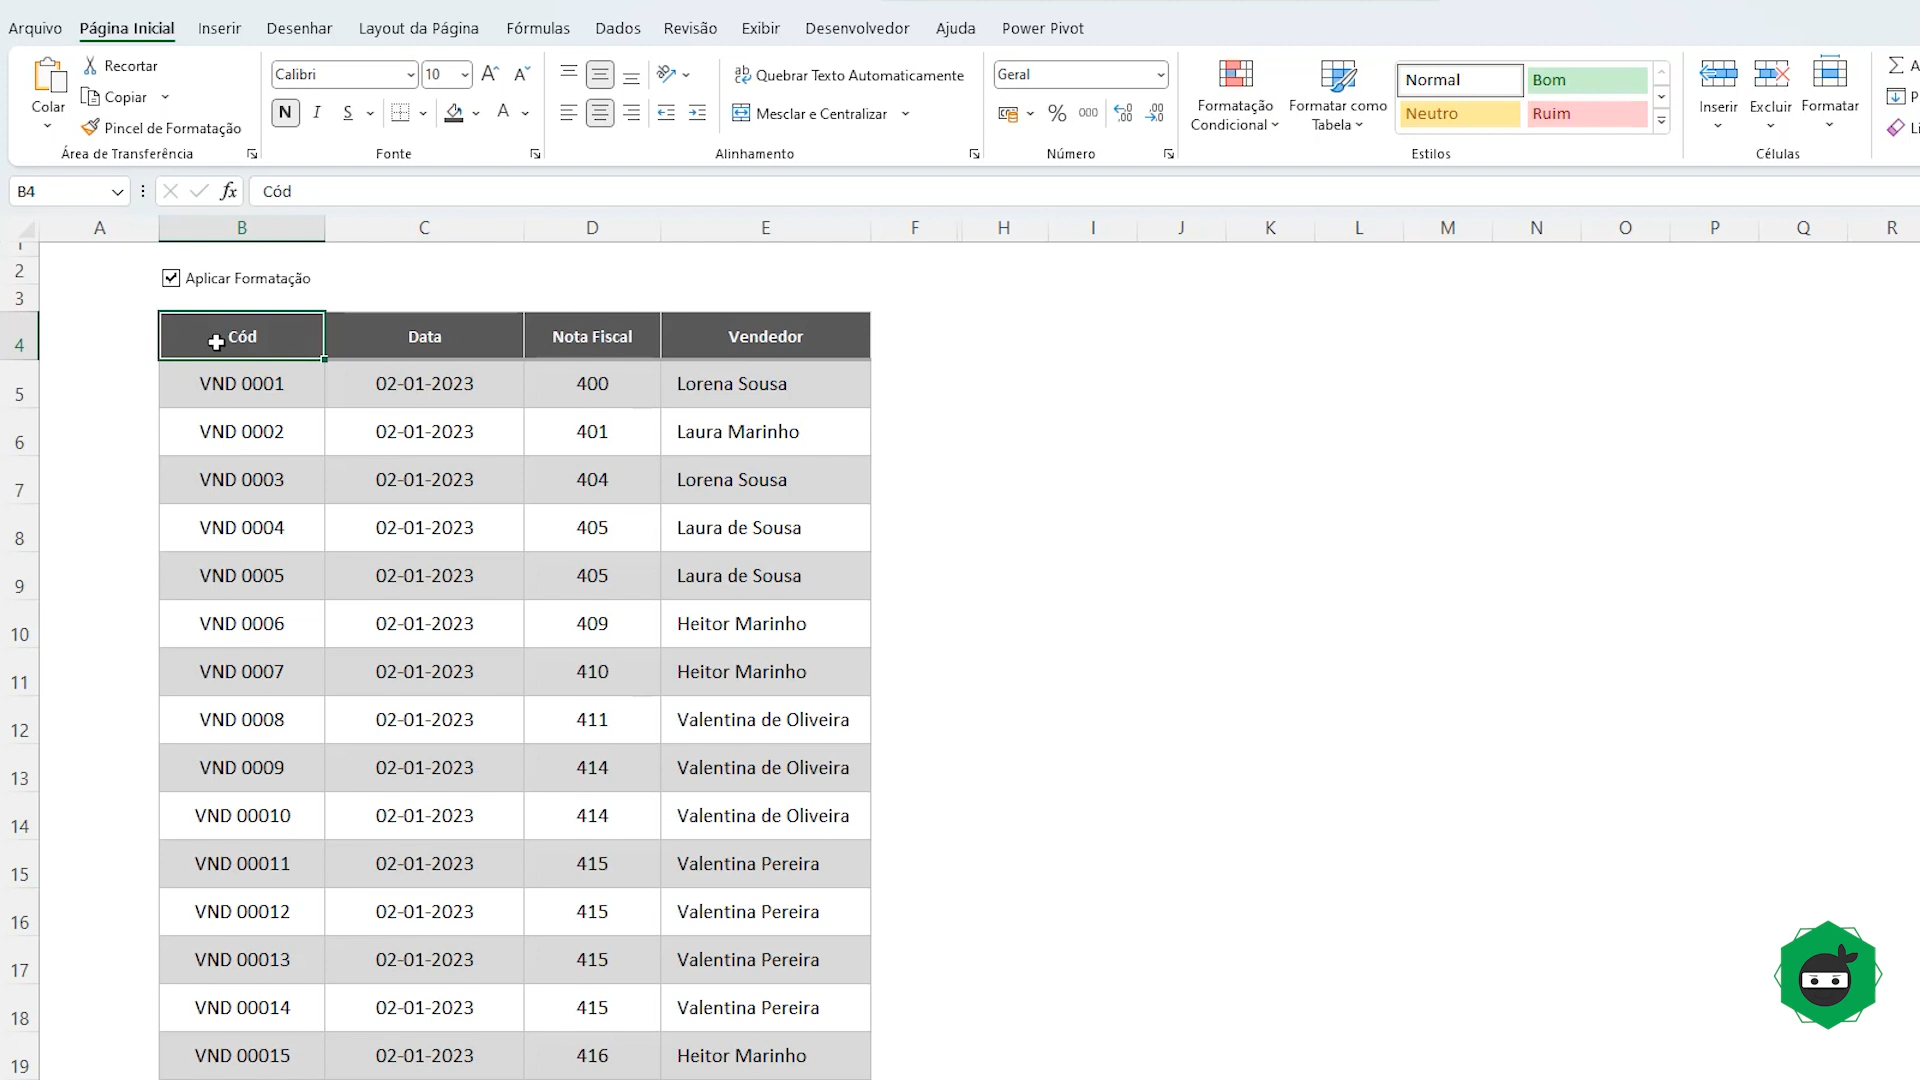 Arquivo Página Inicial Inserir Desenhar Layout da Página Fórmulas Dados Revisão Exibir Desenvolvedor Ajuda Power Pivot
Colar
Recortar
Copiar
Pincel de Formatação
Área de Transferência
Calibri 10 A A
N I S A
Fonte
ab
Quebrar Texto Automaticamente
Mesclar e Centralizar
Alinhamento
Geral
% 000
Número
Formatação Condicional
Formatar como Tabela
Normal Bom
Neutro Ruim
Estilos
Inserir Excluir Formatar
Células
B4 fx Cód
A B C D E F H I J K L M N O P Q R
1
2 Aplicar Formatação
3
4 Cód Data Nota Fiscal Vendedor
5 VND 0001 02-01-2023 400 Lorena Sousa
6 VND 0002 02-01-2023 401 Laura Marinho
7 VND 0003 02-01-2023 404 Lorena Sousa
8 VND 0004 02-01-2023 405 Laura de Sousa
9 VND 0005 02-01-2023 405 Laura de Sousa
10 VND 0006 02-01-2023 409 Heitor Marinho
11 VND 0007 02-01-2023 410 Heitor Marinho
12 VND 0008 02-01-2023 411 Valentina de Oliveira
13 VND 0009 02-01-2023 414 Valentina de Oliveira
14 VND 00010 02-01-2023 414 Valentina de Oliveira
15 VND 00011 02-01-2023 415 Valentina Pereira
16 VND 00012 02-01-2023 415 Valentina Pereira
17 VND 00013 02-01-2023 415 Valentina Pereira
18 VND 00014 02-01-2023 415 Valentina Pereira
19 VND 00015 02-01-2023 416 Heitor Marinho